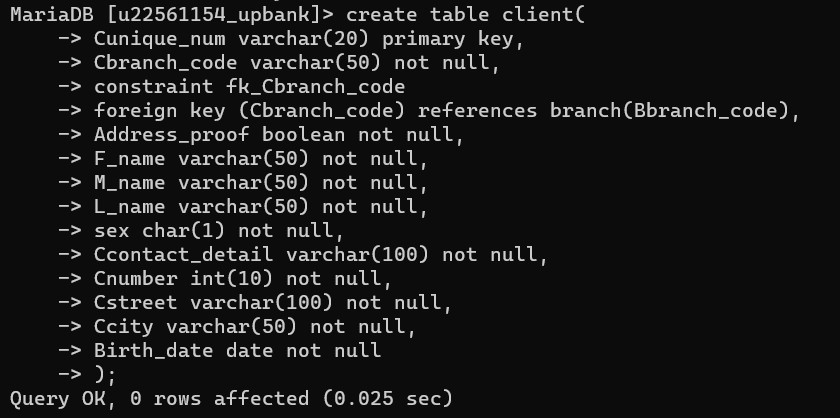 MariaDB [u22561154_upbank]> create table client(
    -> Cunique_num varchar(20) primary key,
    -> Cbranch_code varchar(50) not null,
    -> constraint fk_Cbranch_code
    -> foreign key (Cbranch_code) references branch(Bbranch_code),
    -> Address_proof boolean not null,
    -> F_name varchar(50) not null,
    -> M_name varchar(50) not null,
    -> L_name varchar(50) not null,
    -> sex char(1) not null,
    -> Ccontact_detail varchar(100) not null,
    -> Cnumber int(10) not null,
    -> Cstreet varchar(100) not null,
    -> Ccity varchar(50) not null,
    -> Birth_date date not null
    -> );
Query OK, 0 rows affected (0.025 sec)